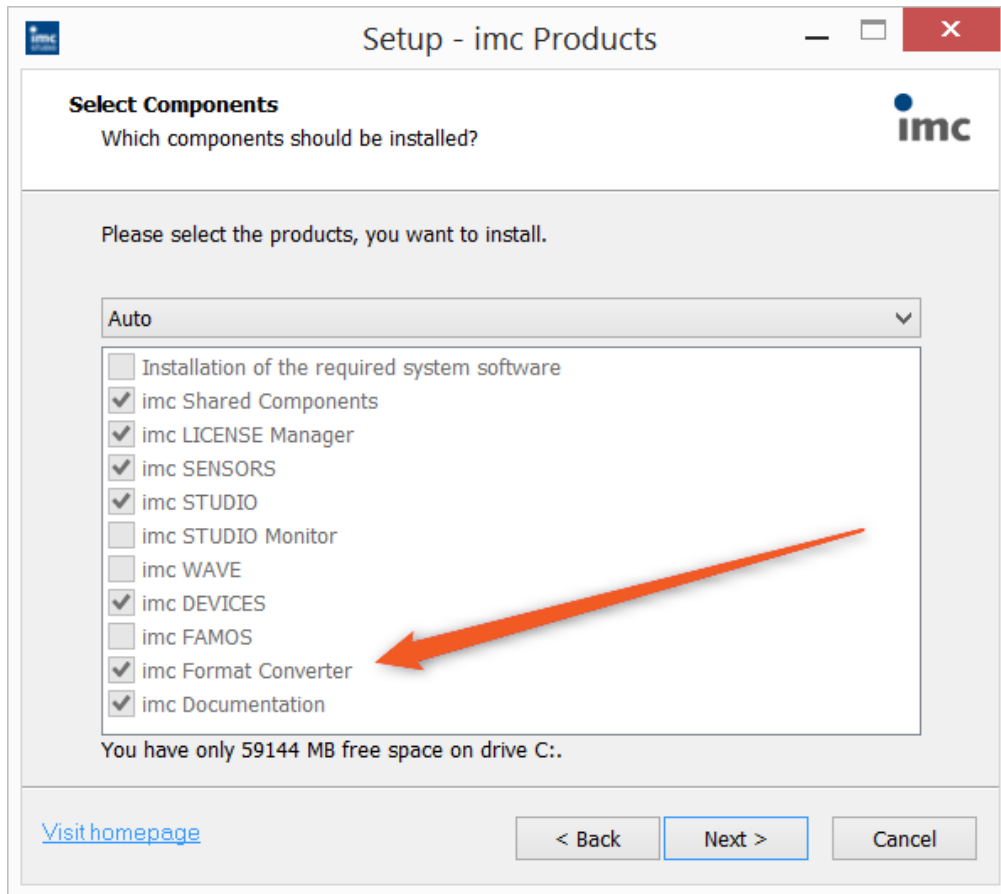 imc
STUDIO
Setup - imc Products
Select Components
Which components should be installed?
imc
Please select the products, you want to install.
Auto
Installation of the required system software
imc Shared Components
imc LICENSE Manager
imc SENSORS
imc STUDIO
imc STUDIO Monitor
imc WAVE
imc DEVICES
imc FAMOS
imc Format Converter
imc Documentation
You have only 59144 MB free space on drive C:.
Visit homepage
< Back
Next >
Cancel